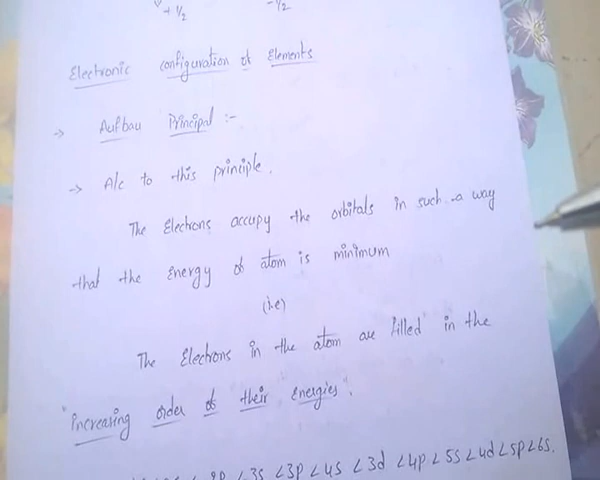 + 1/2 - 1/2
Electronic configuration of Elements
→ Aufbau Principal :-
→ A/c to this principle.
The Electrons occupy the orbitals in such a way
that the energy of atom is minimum
(i.e)
The Electrons in the atom are filled in the
"increasing order of their energies".
2p < 3s < 3p < 4s < 3d < 4p < 5s < 4d < 5p < 6s.